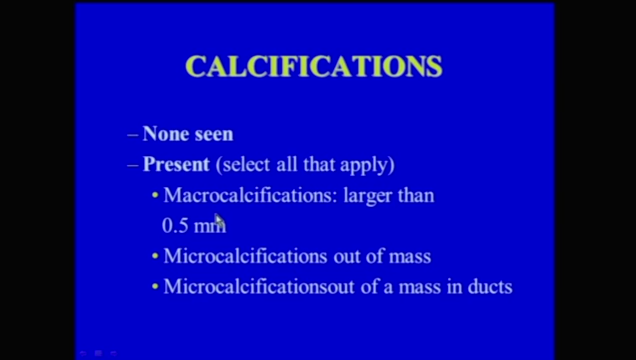 CALCIFICATIONS
– None seen
– Present (select all that apply)
• Macrocalcifications: larger than
0.5 mm
• Microcalcifications out of mass
• Microcalcificationsout of a mass in ducts